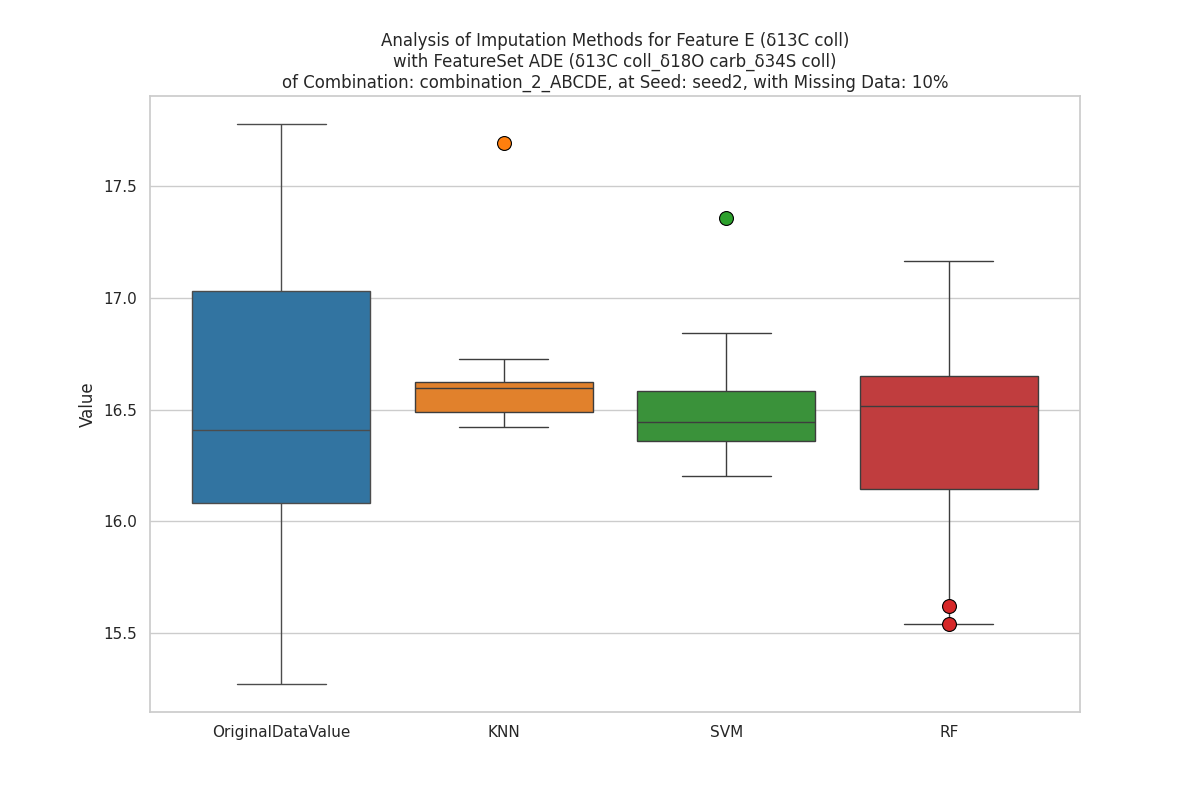 Analysis of Imputation Methods for Feature E (δ13C coll)
with FeatureSet ADE (δ13C coll_δ18O carb_δ34S coll)
of Combination: combination_2_ABCDE, at Seed: seed2, with Missing Data: 10%
17.5
17.0
16.5
16.0
15.5
Value
OriginalDataValue
KNN
SVM
RF